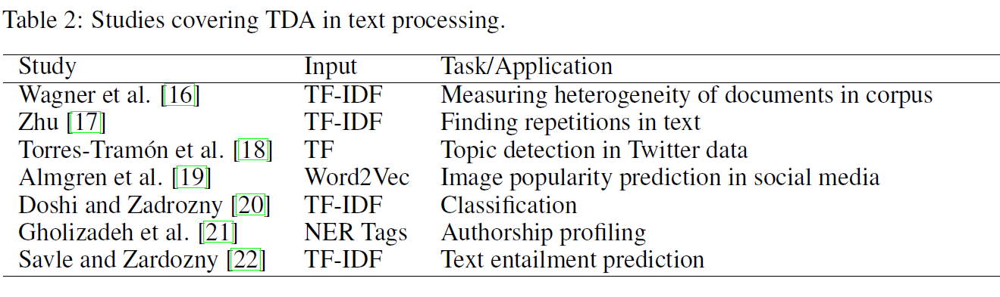 Table 2: Studies covering TDA in text processing.
Study Input Task/Application
Wagner et al. [16] TF-IDF Measuring heterogeneity of documents in corpus
Zhu [17] TF-IDF Finding repetitions in text
Torres-Tramón et al. [18] TF Topic detection in Twitter data
Almgren et al. [19] Word2Vec Image popularity prediction in social media
Doshi and Zadrozny [20] TF-IDF Classification
Gholizadeh et al. [21] NER Tags Authorship profiling
Savle and Zardozny [22] TF-IDF Text entailment prediction